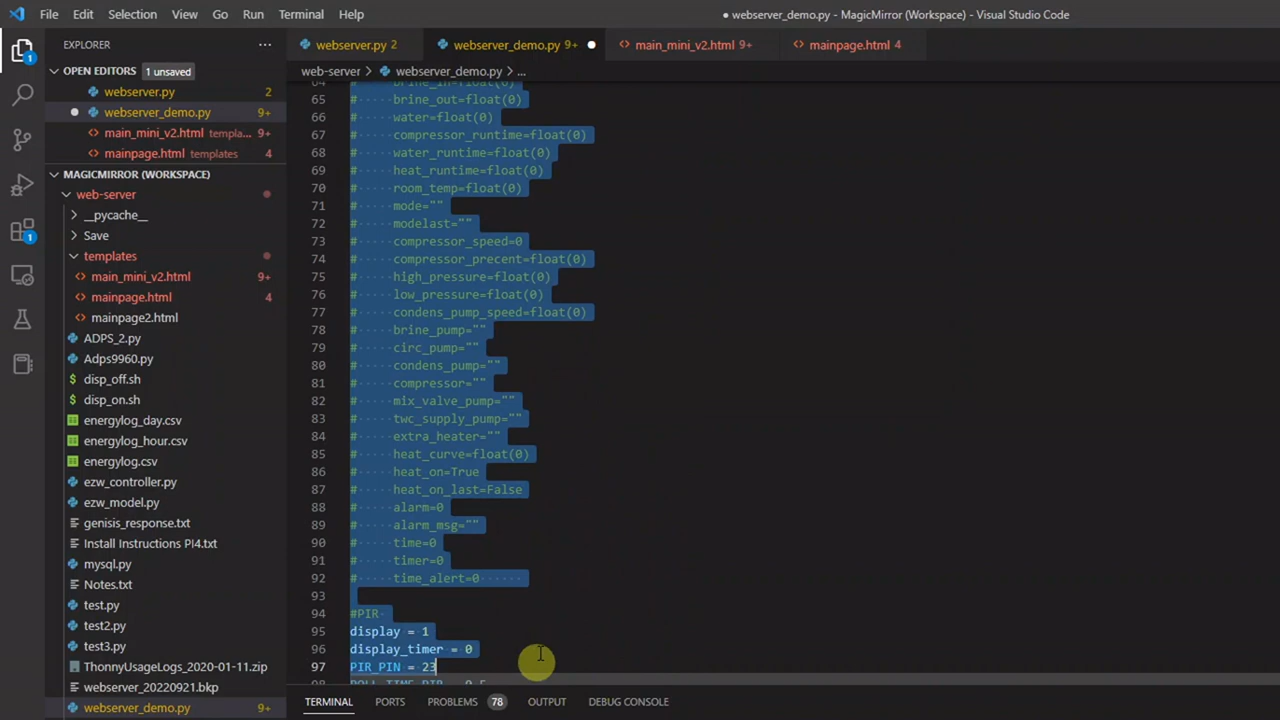 File Edit Selection View Go Run Terminal Help
● webserver_demo.py - MagicMirror (Workspace) - Visual Studio Code
EXPLORER ···
webserver.py 2
webserver_demo.py 9+ ●
main_mini_v2.html 9+
mainpage.html 4
web-server > webserver_demo.py > ...
OPEN EDITORS 1 unsaved
webserver.py 2
● webserver_demo.py 9+
main_mini_v2.html templa... 9+
mainpage.html templates 4
MAGICMIRROR (WORKSPACE)
web-server
__pycache__
Save
templates
main_mini_v2.html 9+
mainpage.html 4
mainpage2.html
ADPS_2.py
Adps9960.py
disp_off.sh
disp_on.sh
energylog_day.csv
energylog_hour.csv
energylog.csv
ezw_controller.py
ezw_model.py
genisis_response.txt
Install Instructions PI4.txt
mysql.py
Notes.txt
test.py
test2.py
test3.py
ThonnyUsageLogs_2020-01-11.zip
webserver_20220921.bkp
webserver_demo.py 9+
64 # brine_in=float(0)
65 # brine_out=float(0)
66 # water=float(0)
67 # compressor_runtime=float(0)
68 # water_runtime=float(0)
69 # heat_runtime=float(0)
70 # room_temp=float(0)
71 # mode=""
72 # modelast=""
73 # compressor_speed=0
74 # compressor_precent=float(0)
75 # high_pressure=float(0)
76 # low_pressure=float(0)
77 # condens_pump_speed=float(0)
78 # brine_pump=""
79 # circ_pump=""
80 # condens_pump=""
81 # compressor=""
82 # mix_valve_pump=""
83 # twc_supply_pump=""
84 # extra_heater=""
85 # heat_curve=float(0)
86 # heat_on=True
87 # heat_on_last=False
88 # alarm=0
89 # alarm_msg=""
90 # time=0
91 # timer=0
92 # time_alert=0
93
94 #PIR
95 display = 1
96 display_timer = 0
97 PIR_PIN = 23
98 POLL_TIME_PIR = 0.5
TERMINAL PORTS PROBLEMS 78 OUTPUT DEBUG CONSOLE
1
1